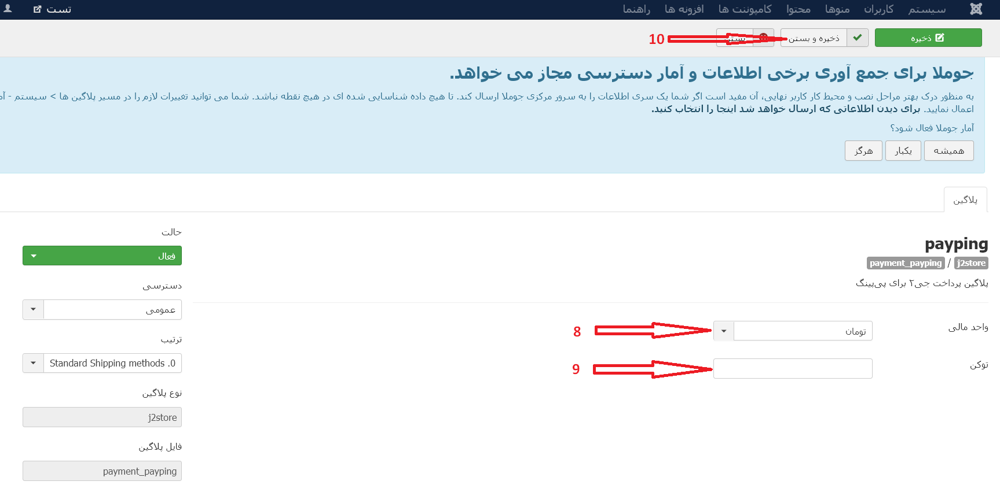 سیستم کاربران منوها محتوا کامپوننت ها افزونه ها راهنما تست
ذخیره ذخیره و بستن 10
جوملا برای جمع آوری برخی اطلاعات و آمار دسترسی مجاز می خواهد.
به منظور درک بهتر مراحل نصب و محیط کار کاربر نهایی، آن مفید است اگر شما یک سری اطلاعات را به سرور مرکزی جوملا ارسال کند. تا هیچ داده شناسایی شده ای در هیچ نقطه نباشد. شما می توانید تغییرات لازم را در مسیر پلاگین ها > سیستم -
اعمال نمایید. برای دیدن اطلاعاتی که ارسال خواهد شد اینجا را انتخاب کنید.
آمار جوملا فعال شود؟
همیشه یکبار هرگز
پلاگین
payping
j2store / payment_payping
پلاگین پرداخت جی۲ برای پی‌پینگ
واحد مالی تومان 8
توکن 9
حالت
فعال
دسترسی
عمومی
ترتیب
0. Standard Shipping methods
نوع پلاگین
j2store
فایل پلاگین
payment_payping